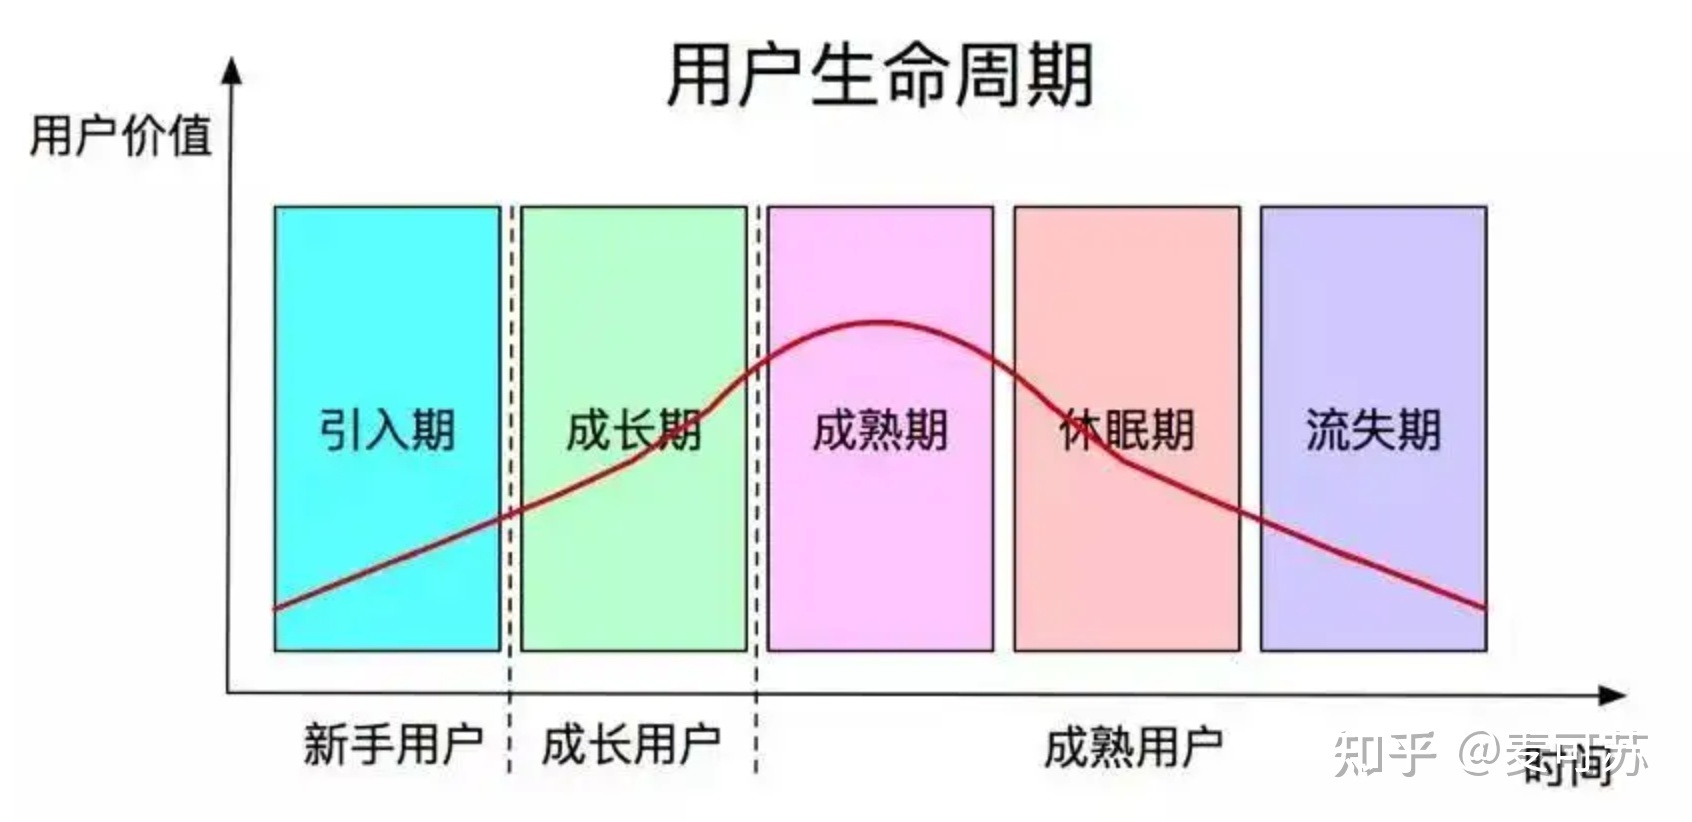 用户生命周期
用户价值
引入期
成长期
成熟期
休眠期
流失期
新手用户
成长用户
成熟用户
时间
知乎 @麦可苏